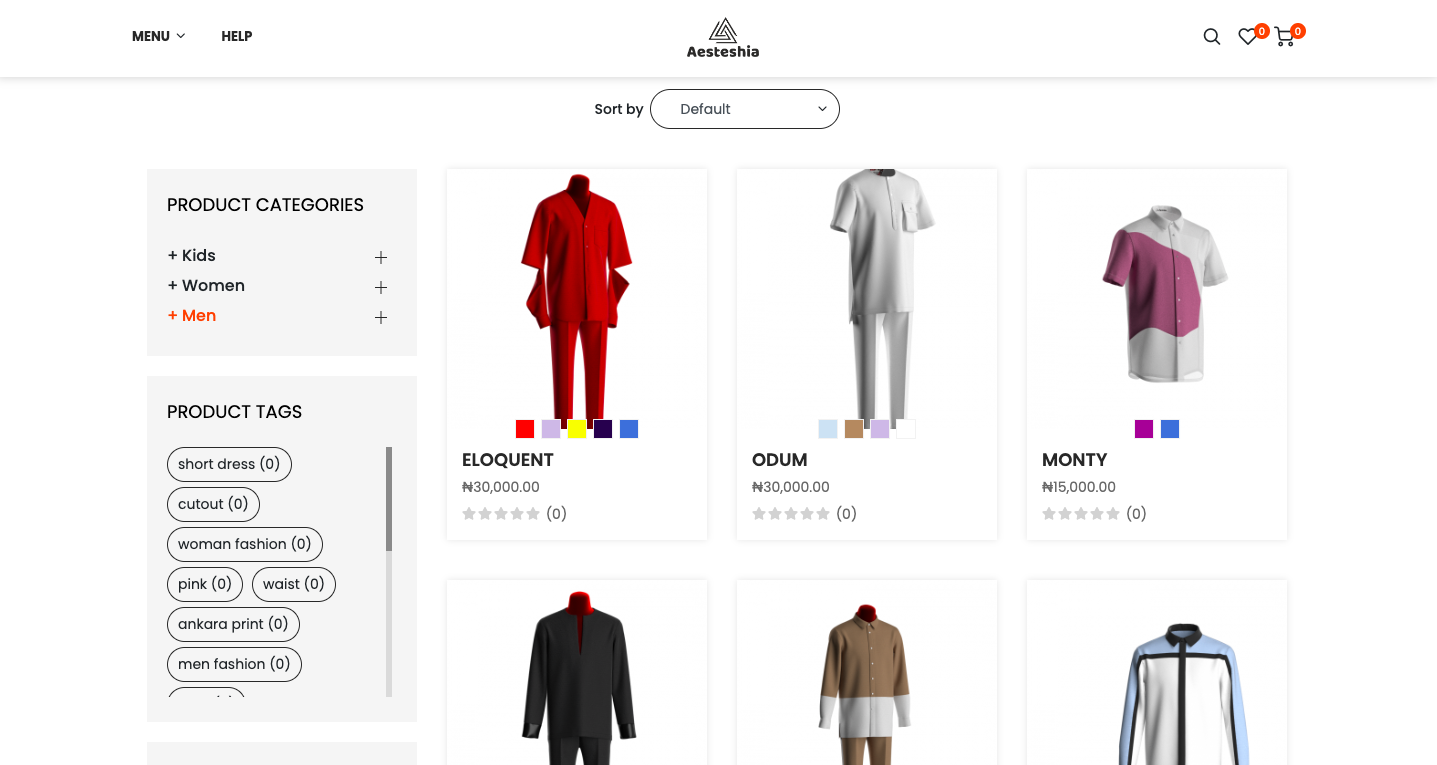 MENU
HELP
Aesteshia
0
0
Sort by
Default
PRODUCT CATEGORIES
+ Kids
+ Women
+ Men
PRODUCT TAGS
short dress (0)
cutout (0)
woman fashion (0)
pink (0)
waist (0)
ankara print (0)
men fashion (0)
ELOQUENT
₦30,000.00
(0)
ODUM
₦30,000.00
(0)
MONTY
₦15,000.00
(0)